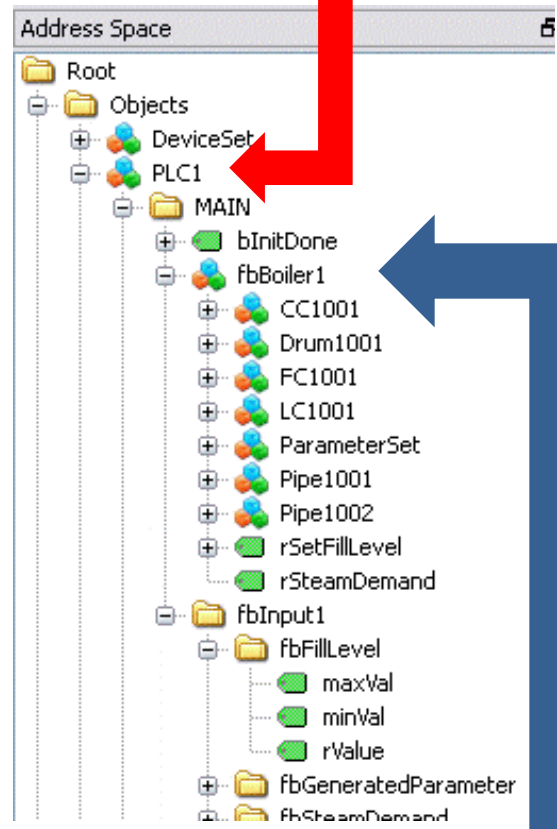 Address Space
Root
Objects
DeviceSet
PLC1
MAIN
bInitDone
fbBoiler1
CC1001
Drum1001
FC1001
LC1001
ParameterSet
Pipe1001
Pipe1002
rSetFillLevel
rSteamDemand
fbInput1
fbFillLevel
maxVal
minVal
rValue
fbGeneratedParameter
fbSteamDemand